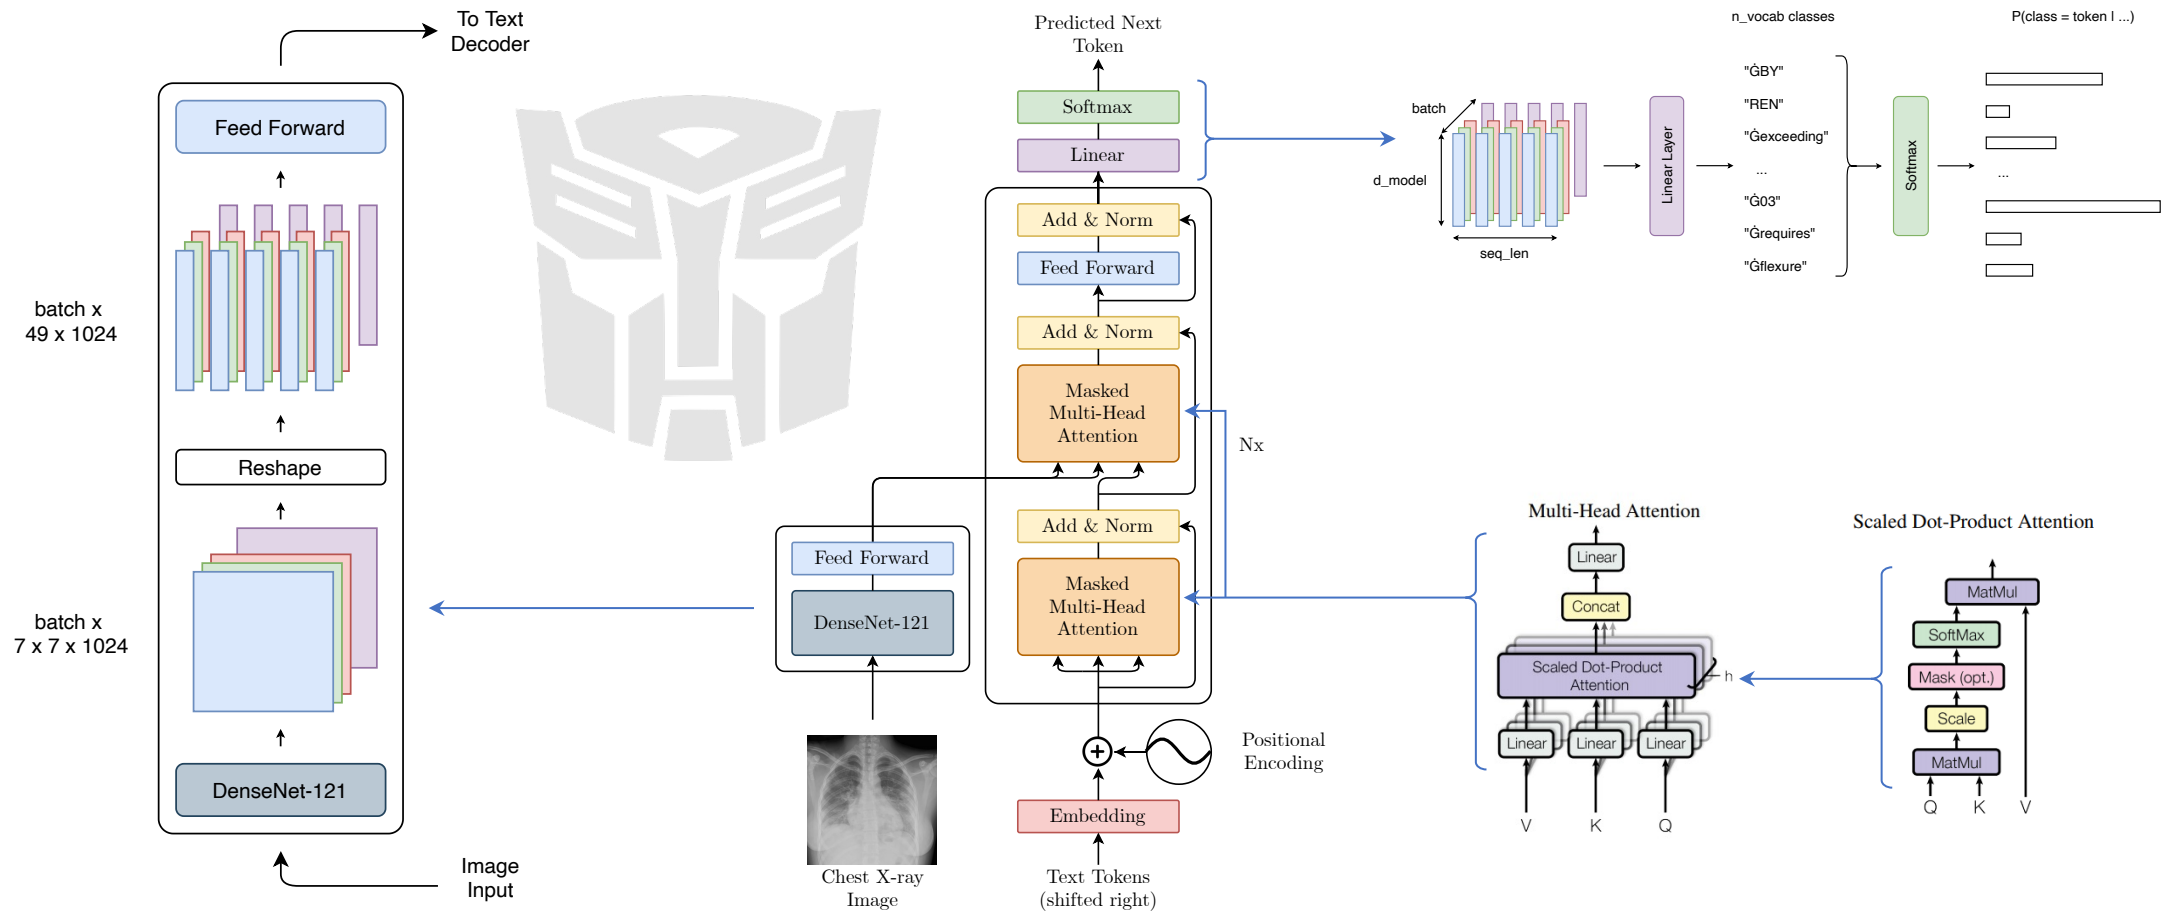 To Text
Decoder
Feed Forward
batch x
49 x 1024
Reshape
batch x
7 x 7 x 1024
DenseNet-121
Image
Input
Predicted Next
Token
Softmax
Linear
Add & Norm
Feed Forward
Add & Norm
Masked
Multi-Head
Attention
Nx
Add & Norm
Masked
Multi-Head
Attention
Feed Forward
DenseNet-121
Positional
Encoding
Embedding
Chest X-ray
Image
Text Tokens
(shifted right)
n_vocab classes
P(class = token | ...)
batch
d_model
seq_len
Linear Layer
"ĠBY"
"REN"
"Ġexceeding"
...
"Ġ03"
"Ġrequires"
"Ġflexure"
Softmax
...
Multi-Head Attention
Linear
Concat
Scaled Dot-Product
Attention
h
Linear
Linear
Linear
V
K
Q
Scaled Dot-Product Attention
MatMul
SoftMax
Mask (opt.)
Scale
MatMul
Q
K
V